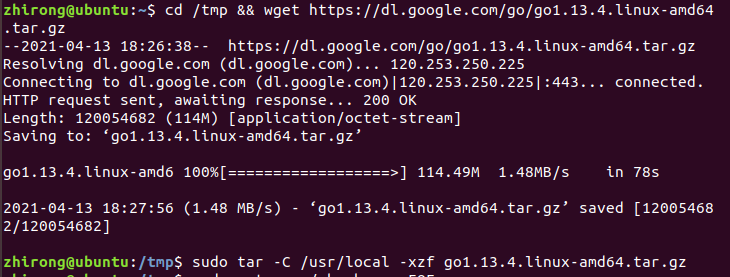 zhirong@ubuntu:~$ cd /tmp && wget https://dl.google.com/go/go1.13.4.linux-amd64
.tar.gz
--2021-04-13 18:26:38--  https://dl.google.com/go/go1.13.4.linux-amd64.tar.gz
Resolving dl.google.com (dl.google.com)... 120.253.250.225
Connecting to dl.google.com (dl.google.com)|120.253.250.225|:443... connected.
HTTP request sent, awaiting response... 200 OK
Length: 120054682 (114M) [application/octet-stream]
Saving to: ‘go1.13.4.linux-amd64.tar.gz’
go1.13.4.linux-amd6 100%[==================>] 114.49M  1.48MB/s    in 78s
2021-04-13 18:27:56 (1.48 MB/s) - ‘go1.13.4.linux-amd64.tar.gz’ saved [12005468
2/120054682]
zhirong@ubuntu:/tmp$ sudo tar -C /usr/local -xzf go1.13.4.linux-amd64.tar.gz